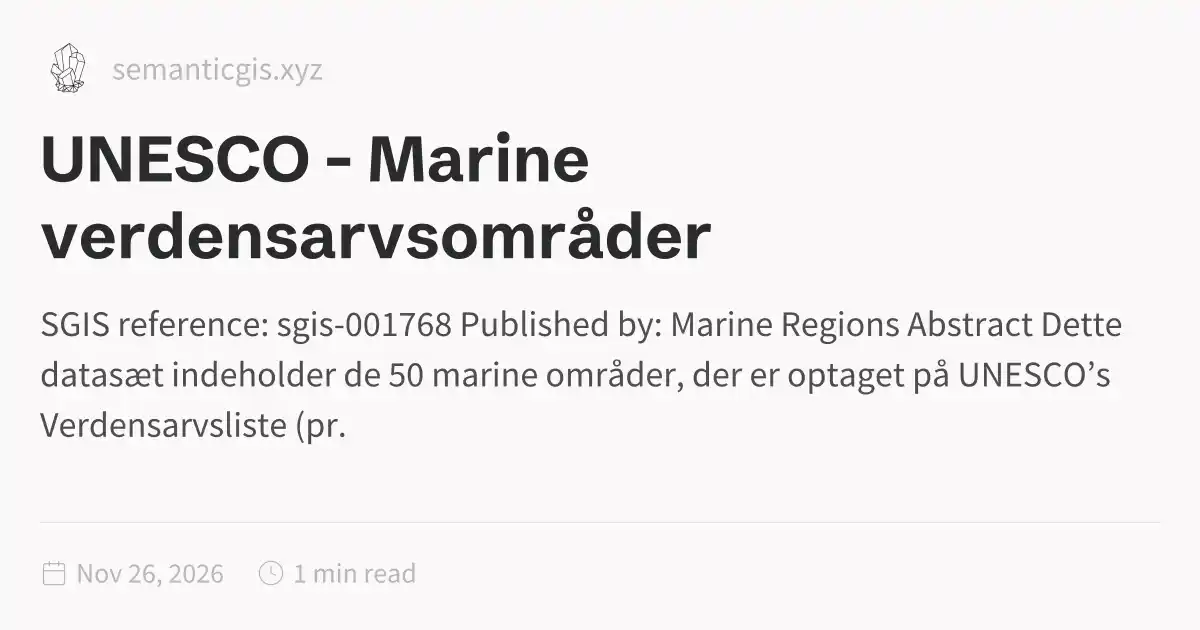 semanticgis.xyz
UNESCO - Marine
verdensarvsområder
SGIS reference: sgis-001768 Published by: Marine Regions Abstract Dette
datasæt indeholder de 50 marine områder, der er optaget på UNESCO’s
Verdensarvsliste (pr.
Nov 26, 2026 1 min read